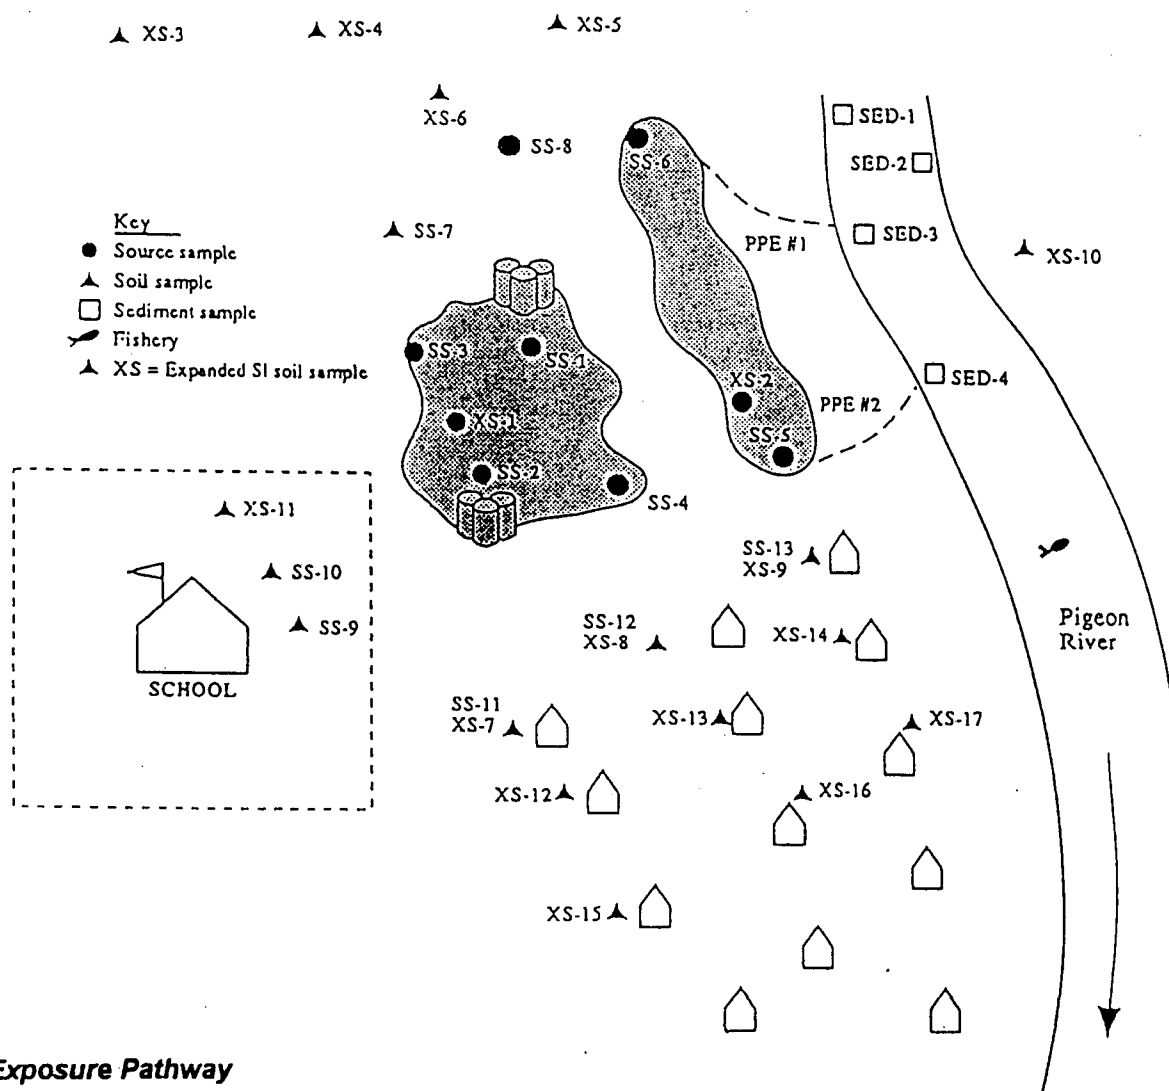 XS-3
XS-4
XS-5
XS-6
SS-8
SS-6
SED-1
SED-2
SED-3
PPE #1
XS-10
SS-7
Key
Source sample
Soil sample
Sediment sample
Fishery
XS = Expanded SI soil sample
SS-3
SS-1
XS-1
SS-2
SS-4
XS-2
SS-5
PPE #2
SED-4
XS-11
SS-10
SS-9
SCHOOL
SS-13
XS-9
SS-12
XS-8
XS-14
Pigeon
River
SS-11
XS-7
XS-13
XS-17
XS-12
XS-16
XS-15
Exposure Pathway